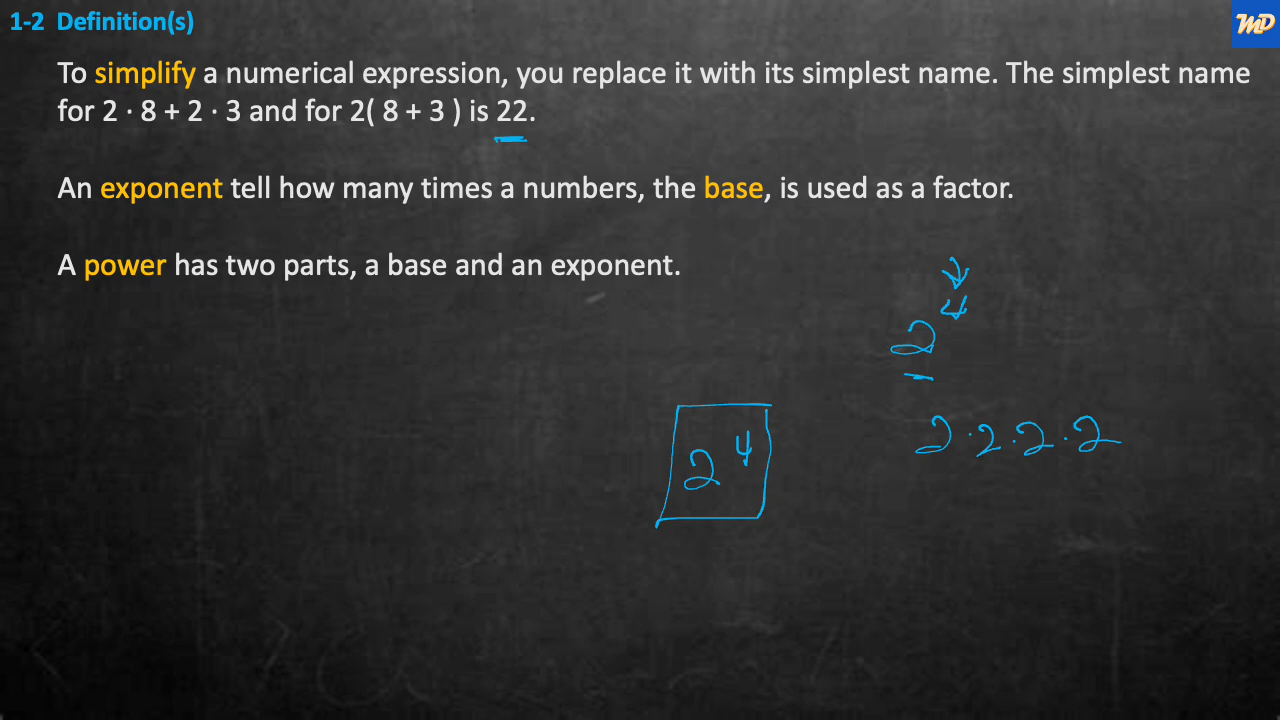 1-2 Definition(s)
MD
To simplify a numerical expression, you replace it with its simplest name. The simplest name
for 2 · 8 + 2 · 3 and for 2( 8 + 3 ) is 22.
An exponent tell how many times a numbers, the base, is used as a factor.
A power has two parts, a base and an exponent.
2⁴
2·2·2·2
2⁴